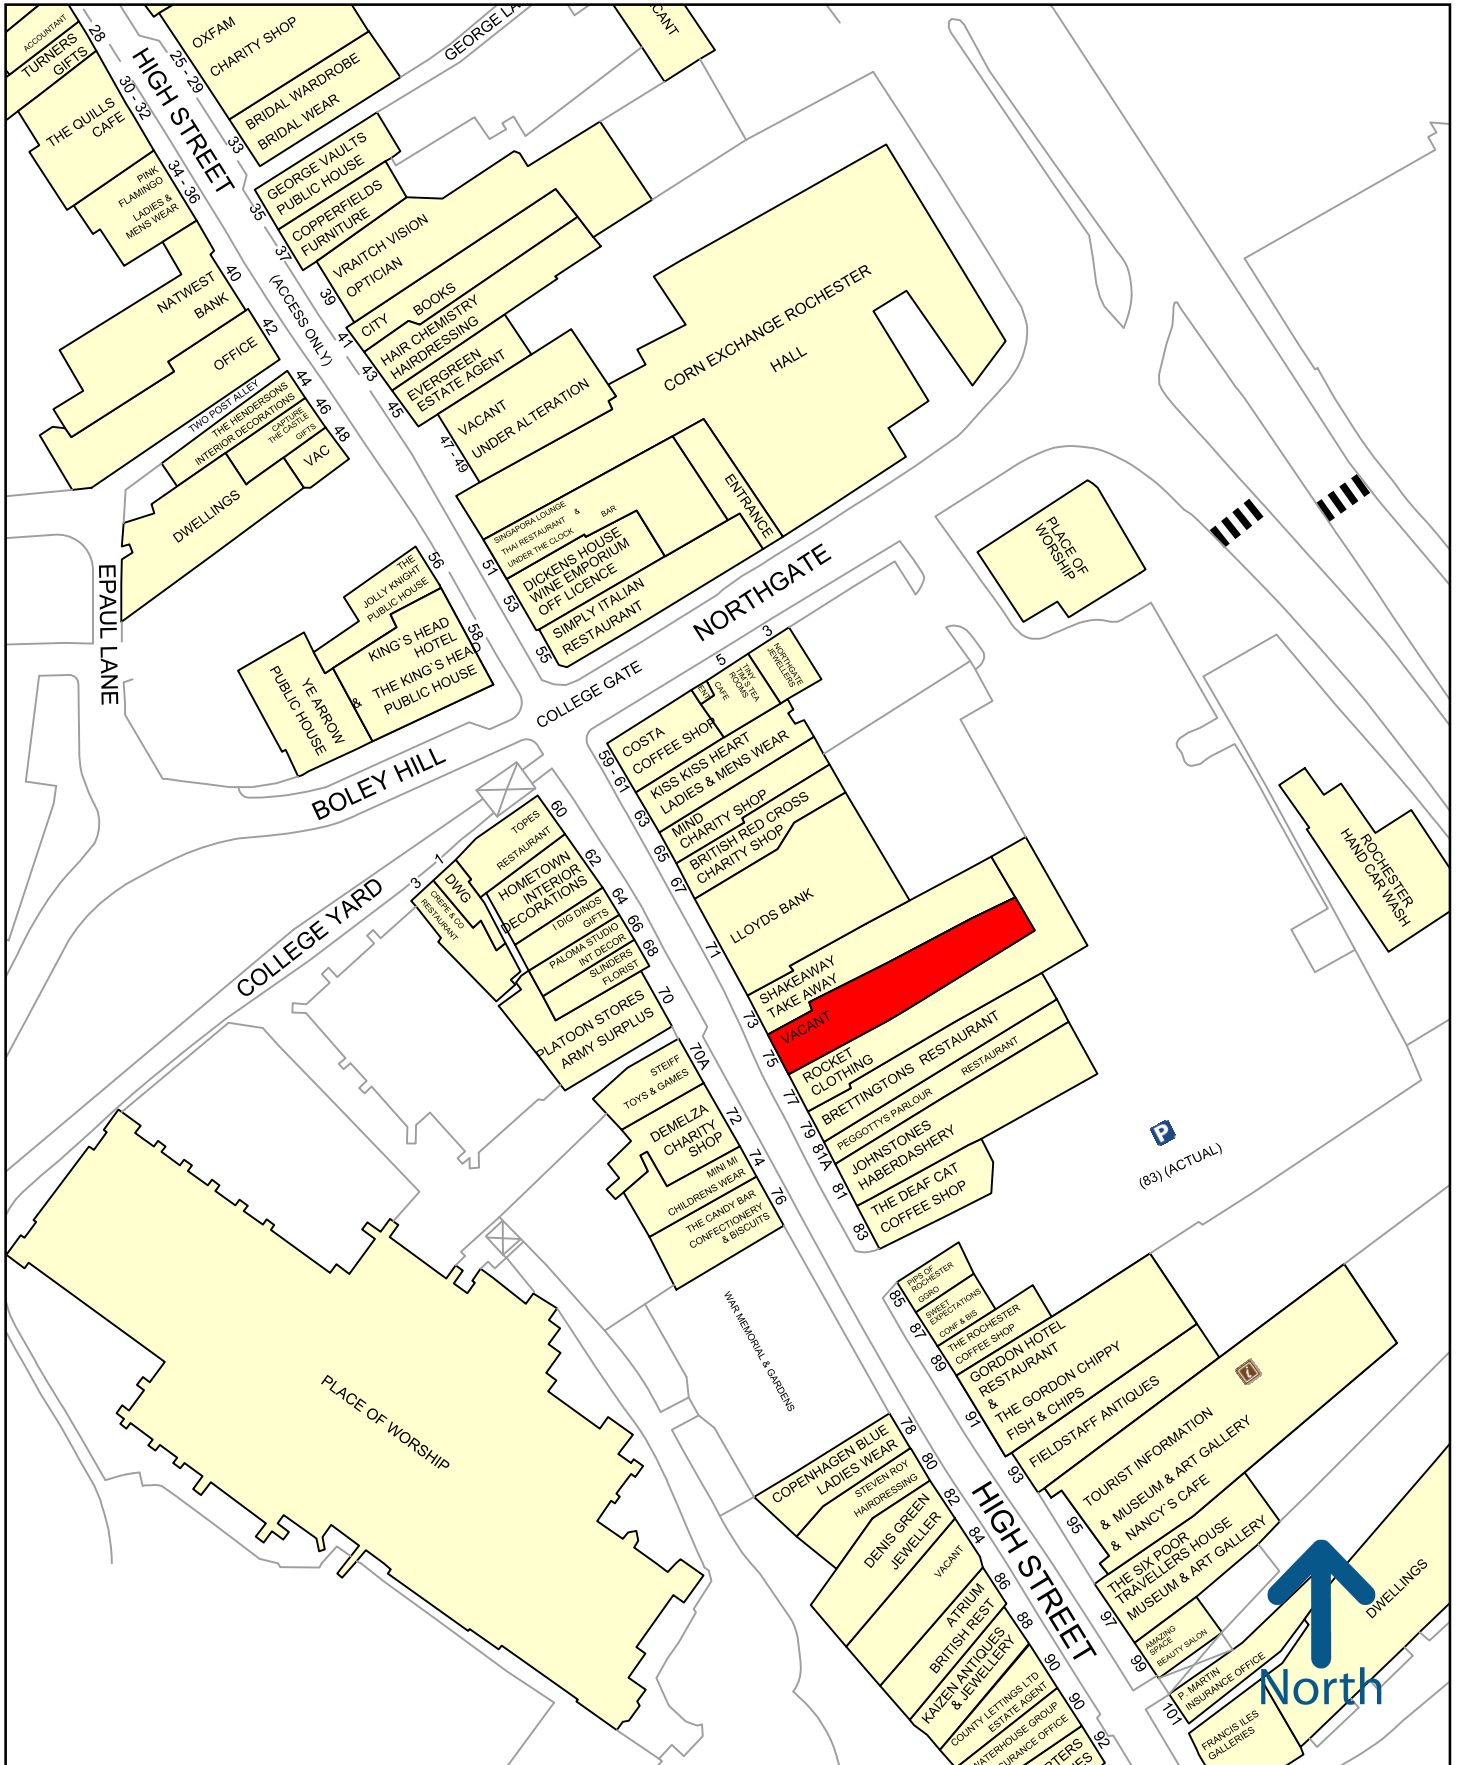 ACCOUNTANT
28
TURNERS
GIFTS
30 - 32
THE QUILLS
CAFE
34 - 36
PINK
FLAMINGO
LADIES &
MENS WEAR
HIGH STREET
25 - 29
OXFAM
CHARITY SHOP
BRIDAL WARDROBE
BRIDAL WEAR
33
GEORGE LA
CANT
GEORGE VAULTS
PUBLIC HOUSE
35
COPPERFIELDS
FURNITURE
37
(ACCESS ONLY)
VRAITCH VISION
OPTICIAN
39
CITY BOOKS
41
HAIR CHEMISTRY
HAIRDRESSING
43
EVERGREEN
ESTATE AGENT
45
VACANT
UNDER ALTERATION
47 - 49
CORN EXCHANGE ROCHESTER
HALL
ENTRANCE
NATWEST
BANK
40
42
OFFICE
TWO POST ALLEY
44
THE HENDERSONS
INTERIOR DECORATIONS
46
CAPTURE
THE CASTLE
GIFTS
48
VAC
DWELLINGS
EPAUL LANE
SINGAPORA LOUNGE
THAI RESTAURANT & BAR
UNDER THE CLOCK
51
DICKENS HOUSE
WINE EMPORIUM
OFF LICENCE
53
SIMPLY ITALIAN
RESTAURANT
55
56
THE
JOLLY KNIGHT
PUBLIC HOUSE
58
KING`S HEAD
HOTEL
&
THE KING'S HEAD
PUBLIC HOUSE
YE ARROW
PUBLIC HOUSE
NORTHGATE
COLLEGE GATE
BOLEY HILL
COLLEGE YARD
PLACE OF
WORSHIP
3
NORTHGATE
JEWELLERS
5
TINY
TIM'S TEA
ROOMS
CAFE
ENT
COSTA
COFFEE SHOP
59 - 61
KISS KISS HEART
LADIES & MENS WEAR
63
MIND
CHARITY SHOP
65
BRITISH RED CROSS
CHARITY SHOP
67
LLOYDS BANK
71
SHAKEAWAY
TAKE AWAY
73
VACANT
75
ROCKET
CLOTHING
77
BRETTINGTONS RESTAURANT
79
PEGGOTTYS PARLOUR RESTAURANT
81A
JOHNSTONES
HABERDASHERY
81
THE DEAF CAT
COFFEE SHOP
83
ROCHESTER
HAND CAR WASH
P
(83) (ACTUAL)
60
TOPES
RESTAURANT
1
DWG
3
CREPE & CO
RESTAURANT
62
HOMETOWN
INTERIOR
DECORATIONS
64
I DIG DINOS
GIFTS
66
PALOMA STUDIO
INT DECOR
68
SLINDERS
FLORIST
70
PLATOON STORES
ARMY SURPLUS
70A
STEIFF
TOYS & GAMES
72
DEMELZA
CHARITY
SHOP
74
MINI MI
CHILDRENS WEAR
76
THE CANDY BAR
CONFECTIONERY
& BISCUITS
WAR MEMORIAL & GARDENS
PLACE OF WORSHIP
85
PIPS OF
ROCHESTER
GGRO
87
SWEET
EXPECTATIONS
CONF & BIS
89
THE ROCHESTER
COFFEE SHOP
91
GORDON HOTEL
RESTAURANT
&
THE GORDON CHIPPY
FISH & CHIPS
93
FIELDSTAFF ANTIQUES
95
TOURIST INFORMATION
& MUSEUM & ART GALLERY
& NANCY`S CAFE
i
THE SIX POOR
TRAVELLERS HOUSE
MUSEUM & ART GALLERY
97
AMAZING
SPACE
BEAUTY SALON
99
P. MARTIN
INSURANCE OFFICE
101
FRANCIS ILES
GALLERIES
DWELLINGS
North
HIGH STREET
78
COPENHAGEN BLUE
LADIES WEAR
80
STEVEN ROY
HAIRDRESSING
82
DENIS GREEN
JEWELLER
84
VACANT
86
ATRIUM
BRITISH REST
88
KAIZEN ANTIQUES
& JEWELLERY
90
COUNTY LETTINGS LTD
ESTATE AGENT
90
WATERHOUSE GROUP
SURANCE OFFICE
92
RTERS
ES